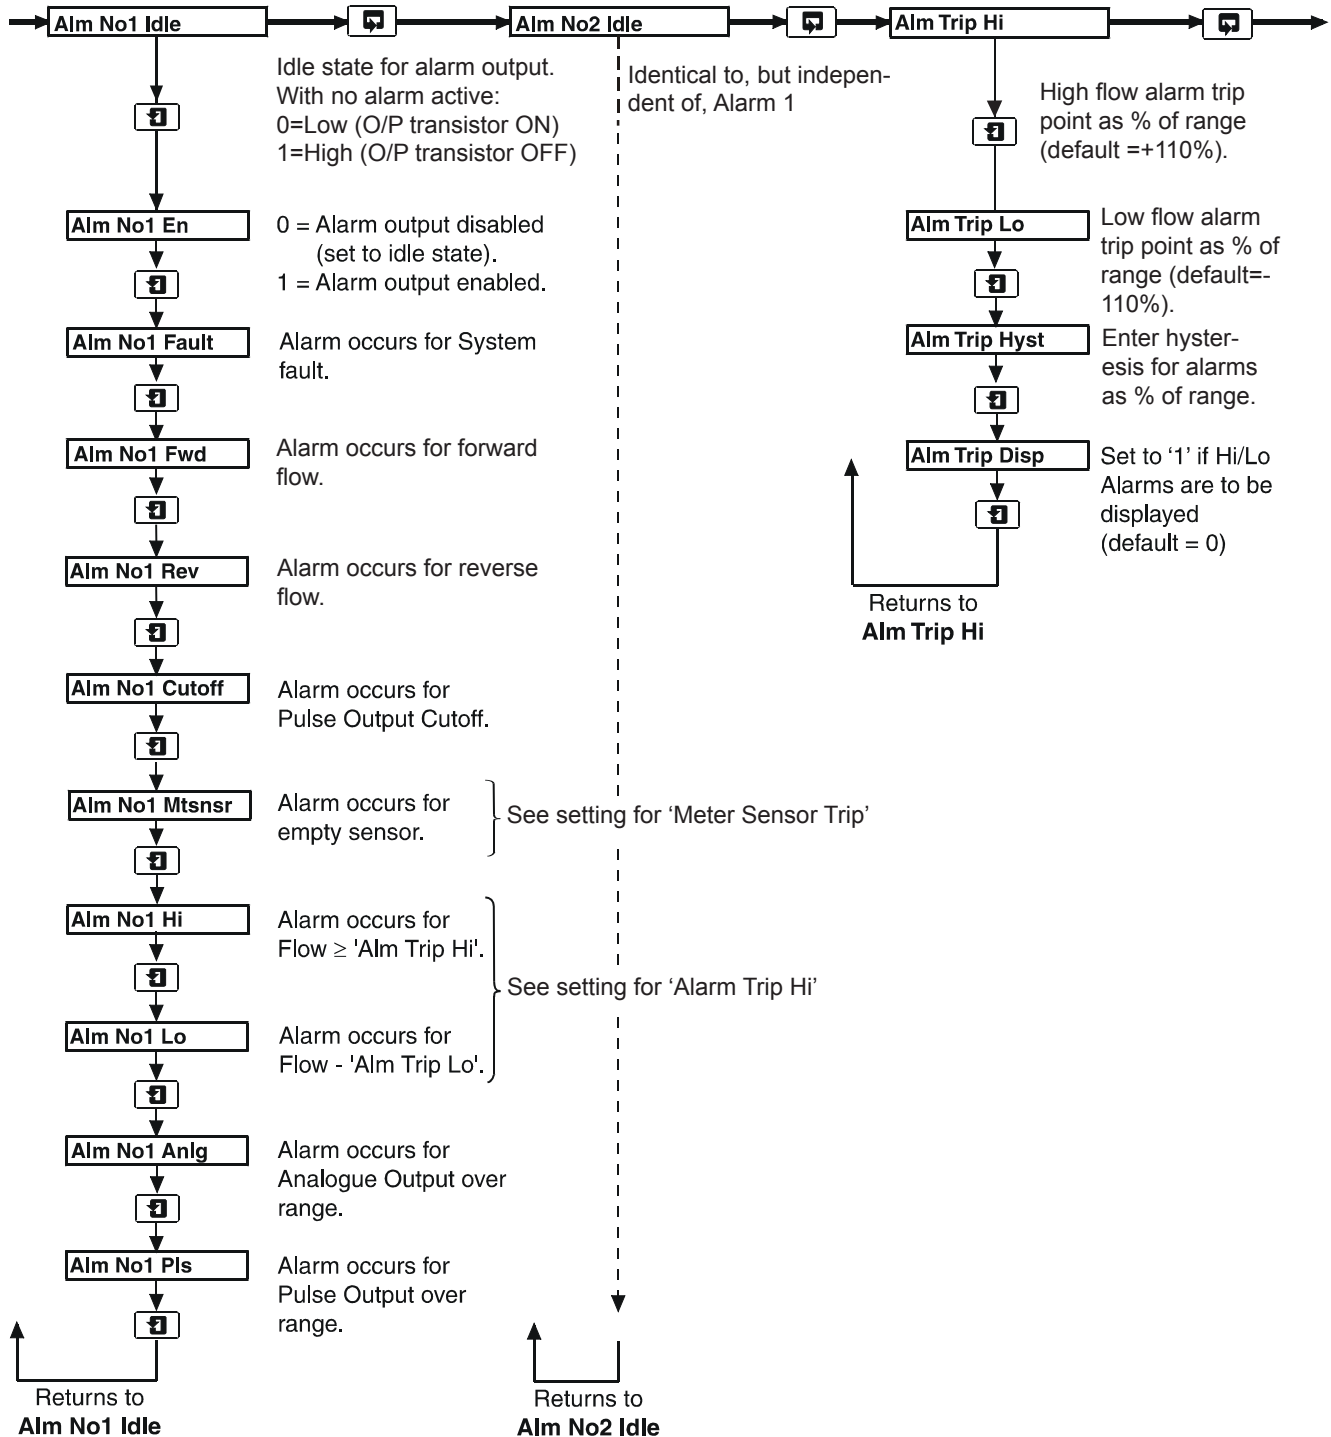 Alm No1 Idle
Alm No2 Idle
Alm Trip Hi
Idle state for alarm output.
With no alarm active:
0=Low (O/P transistor ON)
1=High (O/P transistor OFF)
Identical to, but indepen-
dent of, Alarm 1
High flow alarm trip
point as % of range
(default =+110%).
Alm No1 En
0 = Alarm output disabled
(set to idle state).
1 = Alarm output enabled.
Alm Trip Lo
Low flow alarm
trip point as % of
range (default=-
110%).
Alm No1 Fault
Alarm occurs for System
fault.
Alm Trip Hyst
Enter hyster-
esis for alarms
as % of range.
Alm No1 Fwd
Alarm occurs for forward
flow.
Alm Trip Disp
Set to ‘1’ if Hi/Lo
Alarms are to be
displayed
(default = 0)
Returns to
Alm Trip Hi
Alm No1 Rev
Alarm occurs for reverse
flow.
Alm No1 Cutoff
Alarm occurs for
Pulse Output Cutoff.
Alm No1 Mtsnsr
Alarm occurs for
empty sensor.
See setting for ‘Meter Sensor Trip’
Alm No1 Hi
Alarm occurs for
Flow ≥ 'Alm Trip Hi'.
See setting for ‘Alarm Trip Hi’
Alm No1 Lo
Alarm occurs for
Flow - 'Alm Trip Lo'.
Alm No1 Anlg
Alarm occurs for
Analogue Output over
range.
Alm No1 Pls
Alarm occurs for
Pulse Output over
range.
Returns to
Alm No1 Idle
Returns to
Alm No2 Idle